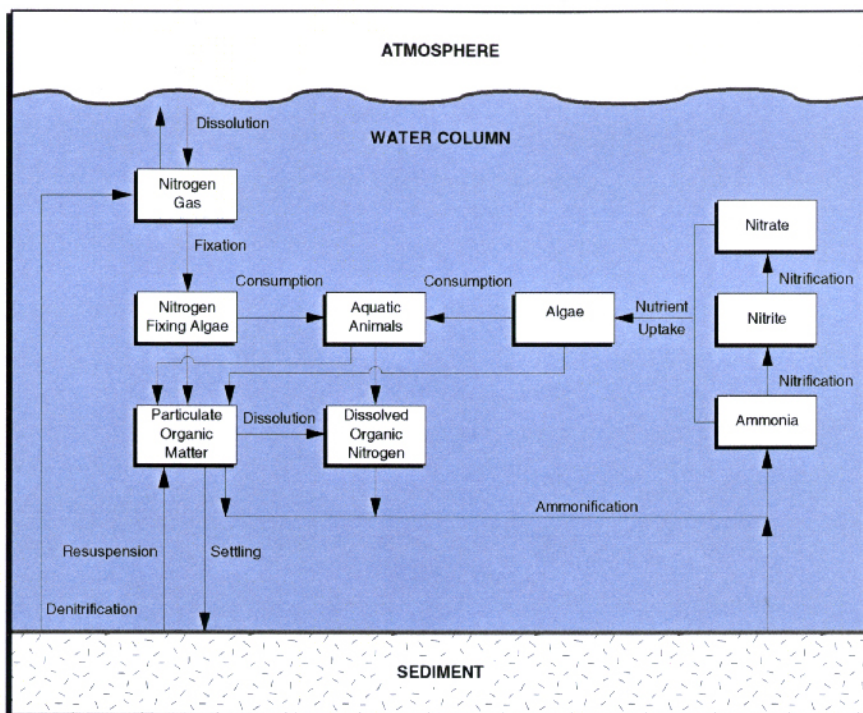 ATMOSPHERE
Dissolution
WATER COLUMN
Nitrogen
Gas
Nitrate
Fixation
Nitrification
Consumption
Consumption
Nitrogen
Fixing Algae
Aquatic
Animals
Algae
Nutrient
Uptake
Nitrite
Nitrification
Particulate
Organic
Matter
Dissolution
Dissolved
Organic
Nitrogen
Ammonia
Ammonification
Resuspension
Settling
Denitrification
SEDIMENT